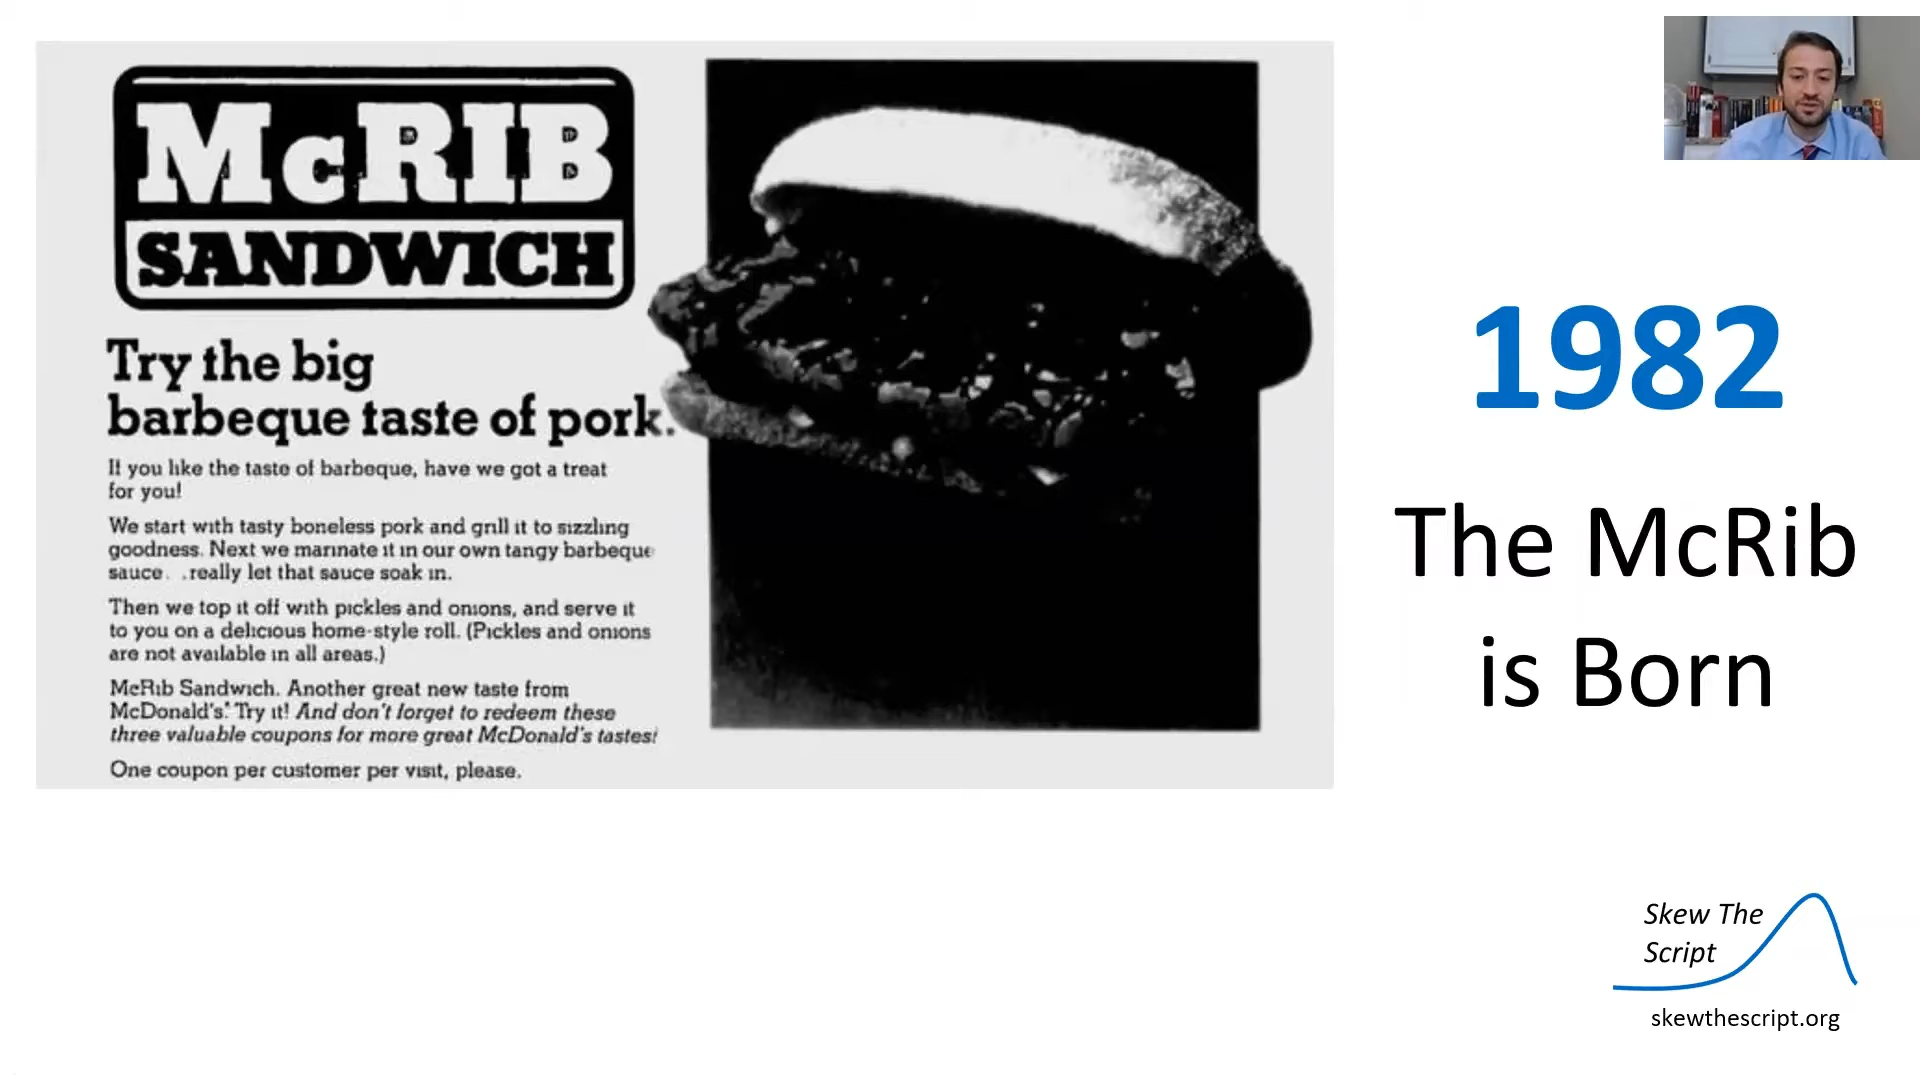 McRIB
SANDWICH
Try the big
barbeque taste of pork.
If you like the taste of barbeque, have we got a treat
for you!
We start with tasty boneless pork and grill it to sizzling
goodness. Next we marinate it in our own tangy barbeque
sauce. . .really let that sauce soak in.
Then we top it off with pickles and onions, and serve it
to you on a delicious home-style roll. (Pickles and onions
are not available in all areas.)
McRib Sandwich. Another great new taste from
McDonald's. Try it! And don't forget to redeem these
three valuable coupons for more great McDonald's tastes!
One coupon per customer per visit, please.
1982
The McRib
is Born
Skew The
Script
skewthescript.org